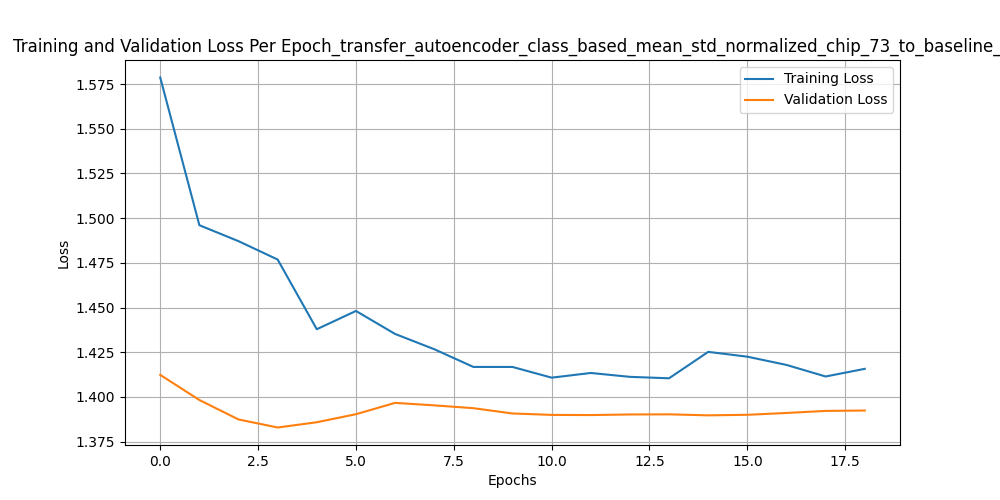 Training and Validation Loss Per Epoch_transfer_autoencoder_class_based_mean_std_normalized_chip_73_to_baseline_
Training Loss
Validation Loss
1.575
1.550
1.525
1.500
1.475
1.450
1.425
1.400
1.375
Loss
0.0 2.5 5.0 7.5 10.0 12.5 15.0 17.5
Epochs